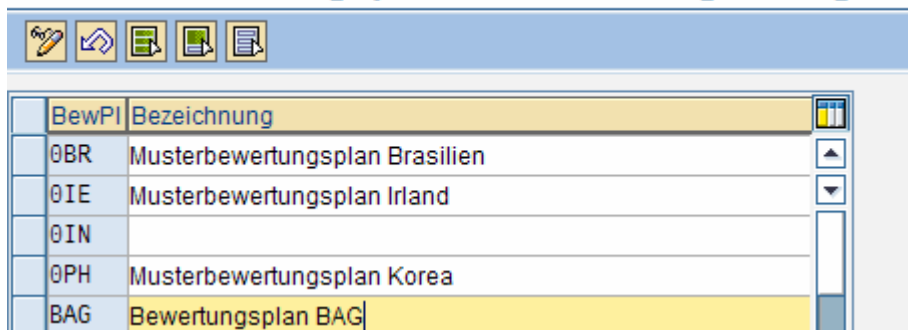 BewPl Bezeichnung
0BR Musterbewertungsplan Brasilien
0IE Musterbewertungsplan Irland
0IN
0PH Musterbewertungsplan Korea
BAG Bewertungsplan BAG